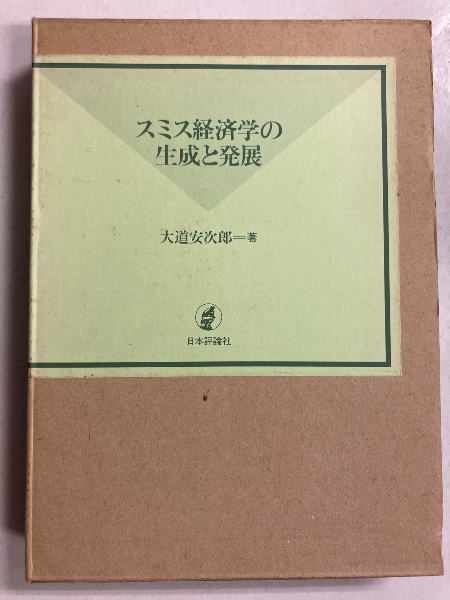 スミス経済学の
生成と発展
大道安次郎＝著
日本評論社